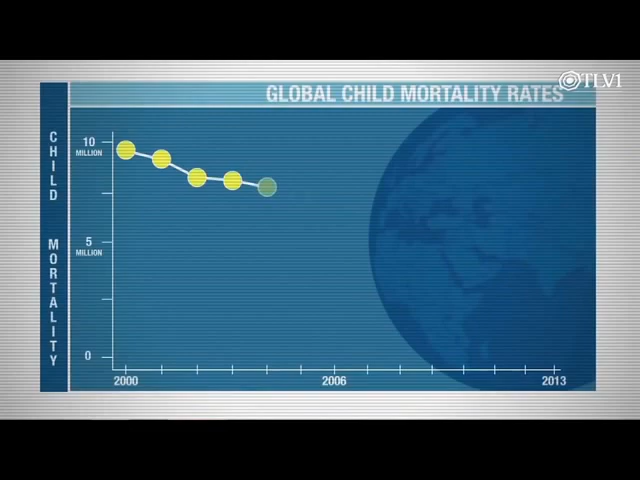 TLV1
GLOBAL CHILD MORTALITY RATES
CHILD MORTALITY
10
MILLION
5
MILLION
0
2000
2006
2013